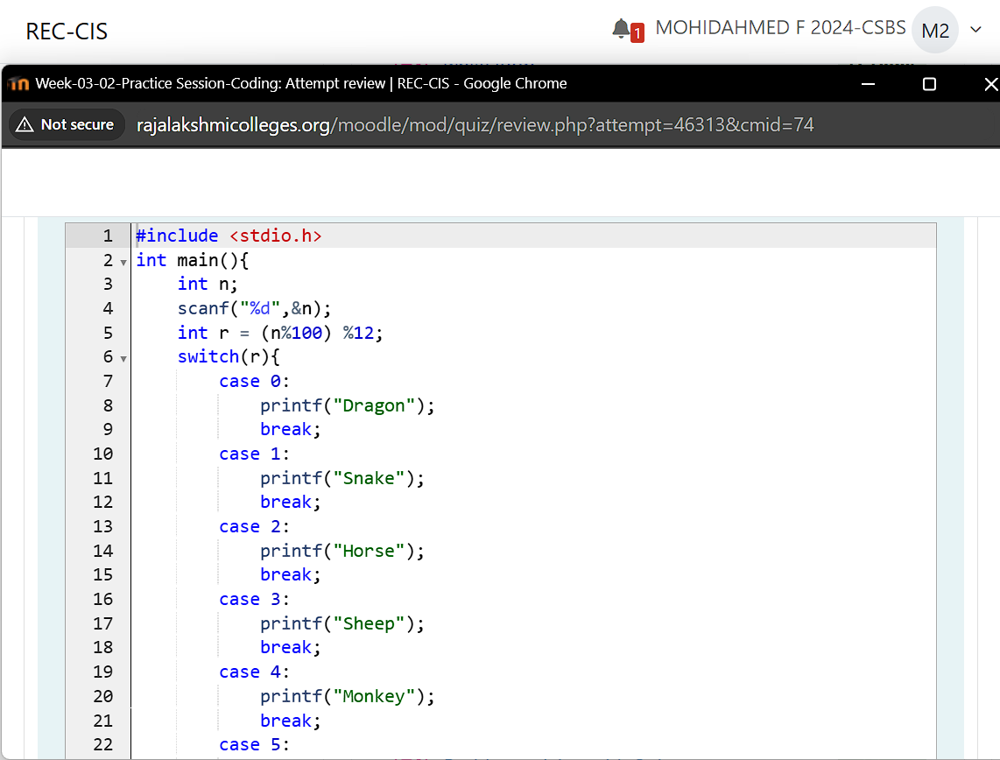 REC-CIS
1 MOHIDAHMED F 2024-CSBS M2
Week-03-02-Practice Session-Coding: Attempt review | REC-CIS - Google Chrome
Not secure rajalakshmicolleges.org/moodle/mod/quiz/review.php?attempt=46313&cmid=74
1 #include <stdio.h>
2 int main(){
3     int n;
4     scanf("%d",&n);
5     int r = (n%100) %12;
6     switch(r){
7         case 0:
8             printf("Dragon");
9             break;
10         case 1:
11             printf("Snake");
12             break;
13         case 2:
14             printf("Horse");
15             break;
16         case 3:
17             printf("Sheep");
18             break;
19         case 4:
20             printf("Monkey");
21             break;
22         case 5: